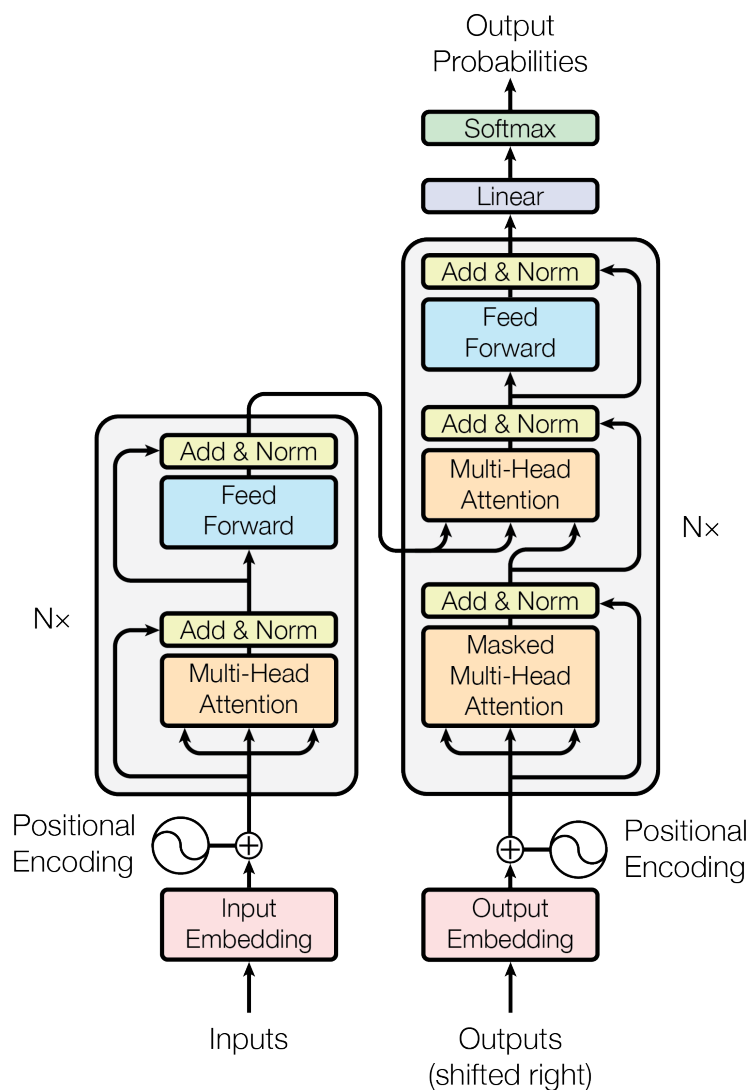 Output
Probabilities
Softmax
Linear
Add & Norm
Feed
Forward
Add & Norm
Multi-Head
Attention
Nx
Add & Norm
Masked
Multi-Head
Attention
Add & Norm
Feed
Forward
Nx
Add & Norm
Multi-Head
Attention
Positional
Encoding
Positional
Encoding
Input
Embedding
Output
Embedding
Inputs
Outputs
(shifted right)